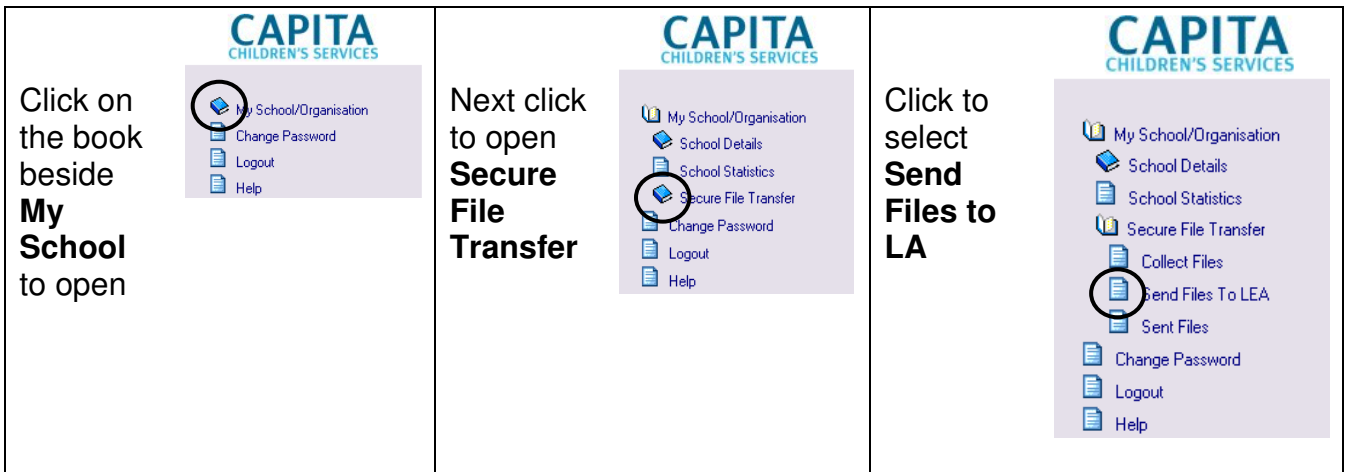 Click on
the book
beside
My
School
to open
CAPITA
CHILDREN'S SERVICES
My School/Organisation
Change Password
Logout
Help
Next click
to open
Secure
File
Transfer
CAPITA
CHILDREN'S SERVICES
My School/Organisation
School Details
School Statistics
Secure File Transfer
Change Password
Logout
Help
Click to
select
Send
Files to
LA
CAPITA
CHILDREN'S SERVICES
My School/Organisation
School Details
School Statistics
Secure File Transfer
Collect Files
Send Files To LEA
Sent Files
Change Password
Logout
Help